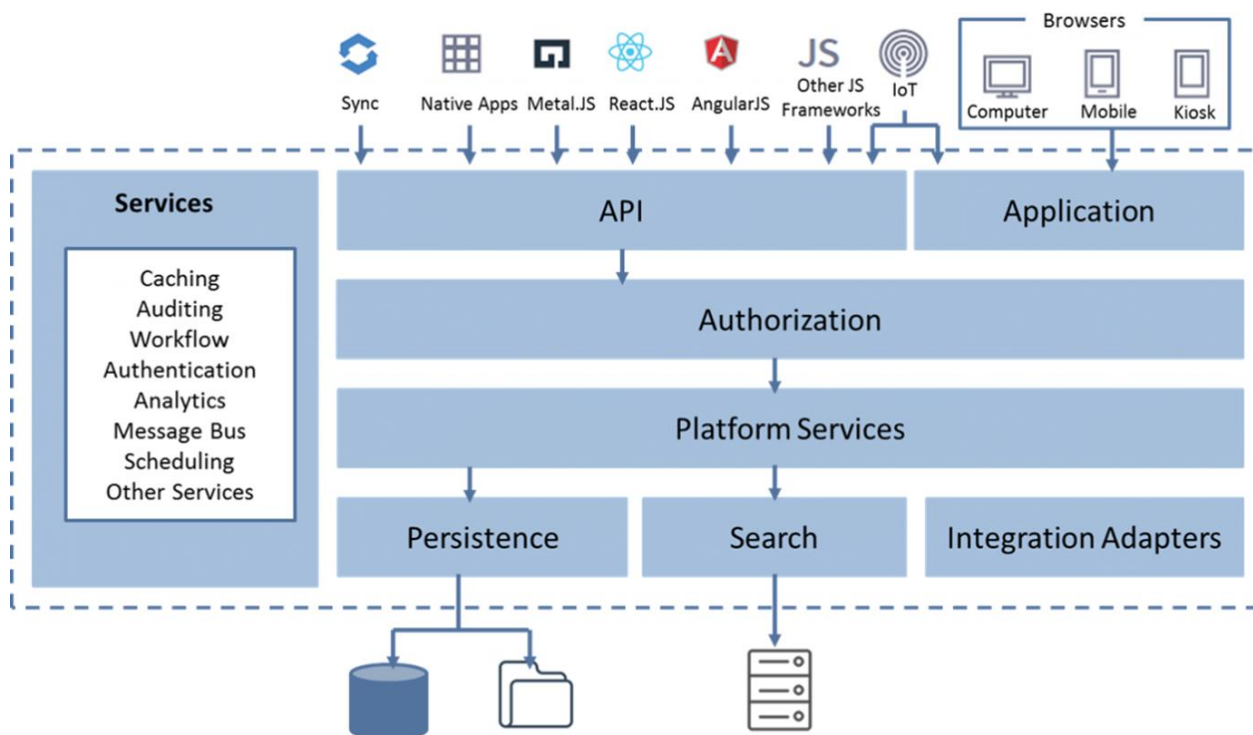 Browsers
JS
Sync
Native Apps
Metal.JS
React.JS
AngularJS
Other JS
Frameworks
IoT
Computer
Mobile
Kiosk
Services
Caching
Auditing
Workflow
Authentication
Analytics
Message Bus
Scheduling
Other Services
API
Application
Authorization
Platform Services
Persistence
Search
Integration Adapters